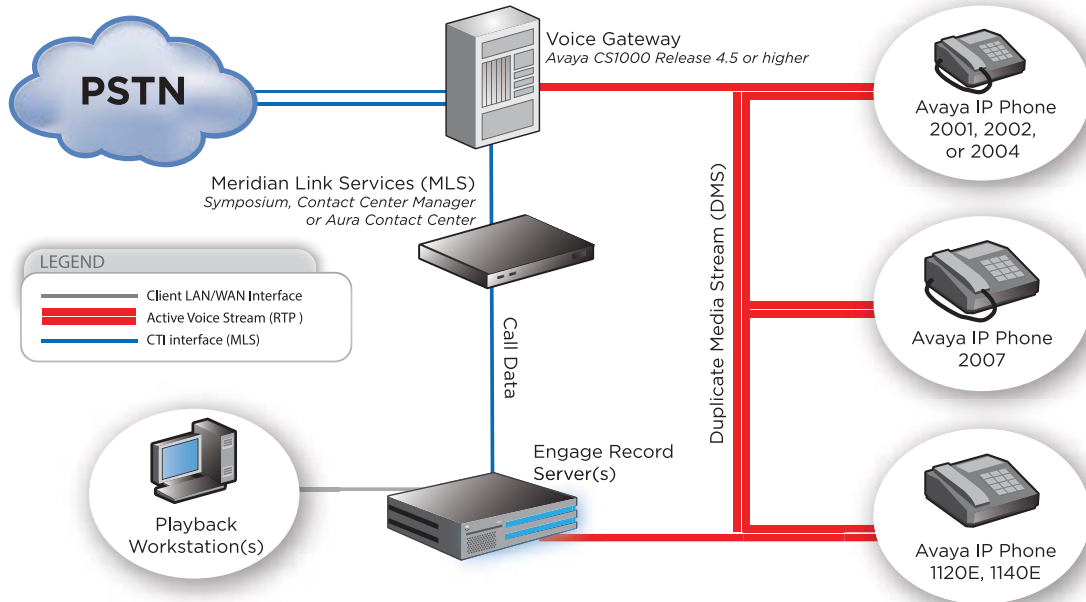 PSTN
Voice Gateway
Avaya CS1000 Release 4.5 or higher
Avaya IP Phone
2001, 2002,
or 2004
Meridian Link Services (MLS)
Symposium, Contact Center Manager
or Aura Contact Center
Duplicate Media Stream (DMS)
LEGEND
Client LAN/WAN Interface
Active Voice Stream (RTP )
CTI interface (MLS)
Call Data
Avaya IP Phone
2007
Engage Record
Server(s)
Playback
Workstation(s)
Avaya IP Phone
1120E, 1140E